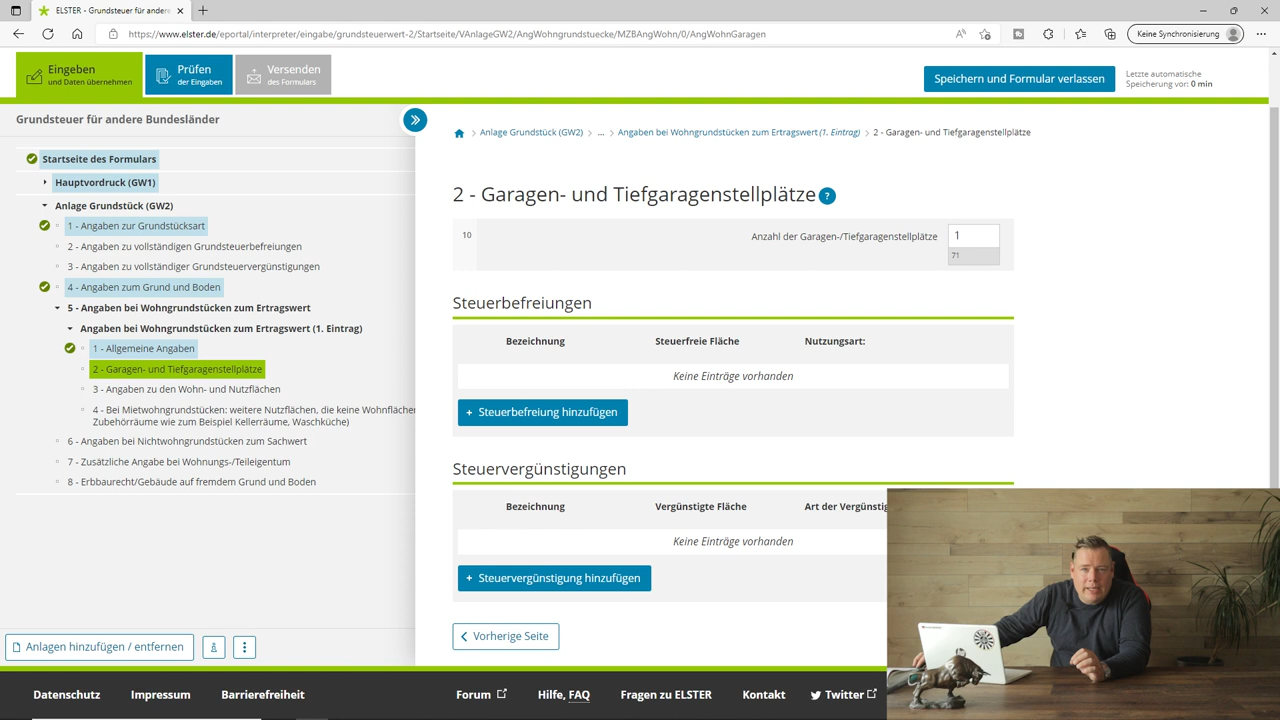 ELSTER - Grundsteuer für andere
https://www.elster.de/eportal/interpreter/eingabe/grundsteuerwert-2/Startseite/VAnlageGW2/AngWohngrundstuecke/MZBAngWohn/0/AngWohnGaragen
Keine Synchronisierung
Eingeben
und Daten übernehmen
Prüfen
der Eingaben
Versenden
des Formulars
Speichern und Formular verlassen
Letzte automatische
Speicherung vor: 0 min
Grundsteuer für andere Bundesländer
Startseite des Formulars
Hauptvordruck (GW1)
Anlage Grundstück (GW2)
1 - Angaben zur Grundstücksart
2 - Angaben zu vollständigen Grundsteuerbefreiungen
3 - Angaben zu vollständiger Grundsteuervergünstigungen
4 - Angaben zum Grund und Boden
5 - Angaben bei Wohngrundstücken zum Ertragswert
Angaben bei Wohngrundstücken zum Ertragswert (1. Eintrag)
1 - Allgemeine Angaben
2 - Garagen- und Tiefgaragenstellplätze
3 - Angaben zu den Wohn- und Nutzflächen
4 - Bei Mietwohngrundstücken: weitere Nutzflächen, die keine Wohnflächen
Zubehörräume wie zum Beispiel Kellerräume, Waschküche)
6 - Angaben bei Nichtwohngrundstücken zum Sachwert
7 - Zusätzliche Angabe bei Wohnungs-/Teileigentum
8 - Erbbaurecht/Gebäude auf fremdem Grund und Boden
Anlagen hinzufügen / entfernen
Anlage Grundstück (GW2) > ... > Angaben bei Wohngrundstücken zum Ertragswert (1. Eintrag) > 2 - Garagen- und Tiefgaragenstellplätze
2 - Garagen- und Tiefgaragenstellplätze ?
10 Anzahl der Garagen-/Tiefgaragenstellplätze 1
71
Steuerbefreiungen
Bezeichnung Steuerfreie Fläche Nutzungsart:
Keine Einträge vorhanden
+ Steuerbefreiung hinzufügen
Steuervergünstigungen
Bezeichnung Vergünstigte Fläche Art der Vergünstig
Keine Einträge vorhanden
+ Steuervergünstigung hinzufügen
Vorherige Seite
Datenschutz Impressum Barrierefreiheit Forum Hilfe, FAQ Fragen zu ELSTER Kontakt Twitter